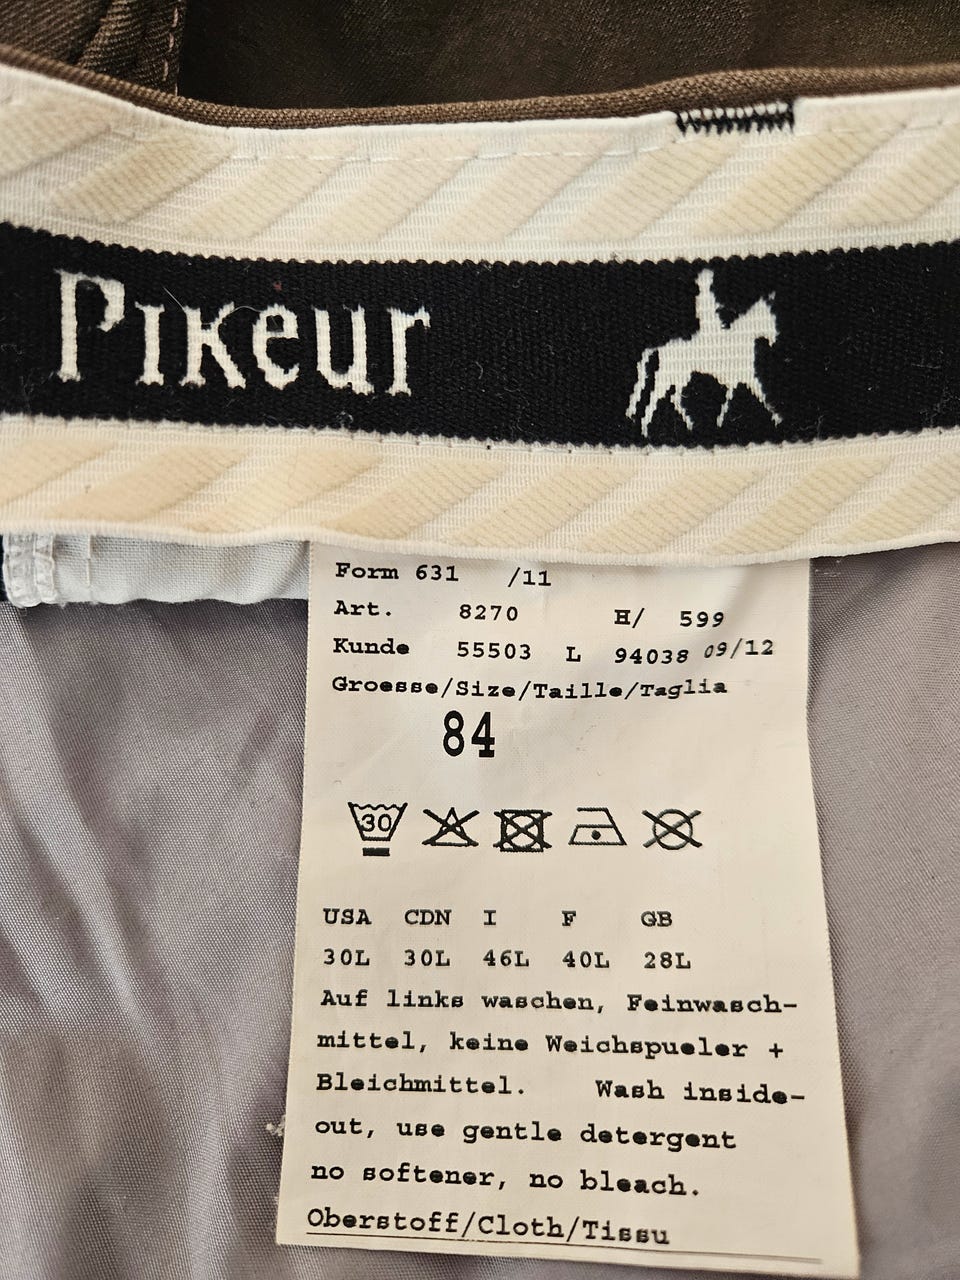 Pikeur
Form 631 /11
Art. 8270 H/ 599
Kunde 55503 L 94038 09/12
Groesse/Size/Taille/Taglia
84
30
USA CDN I F GB
30L 30L 46L 40L 28L
Auf links waschen, Feinwasch-
mittel, keine Weichspueler +
Bleichmittel. Wash inside-
out, use gentle detergent
no softener, no bleach.
Oberstoff/Cloth/Tissu